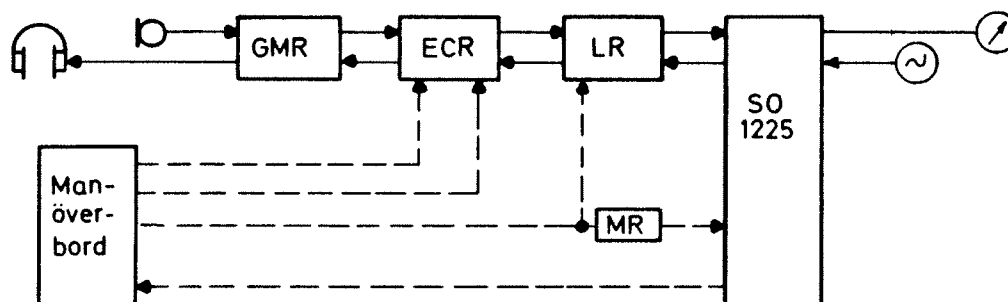 GMR
ECR
LR
SO
1225
Man-
över-
bord
MR